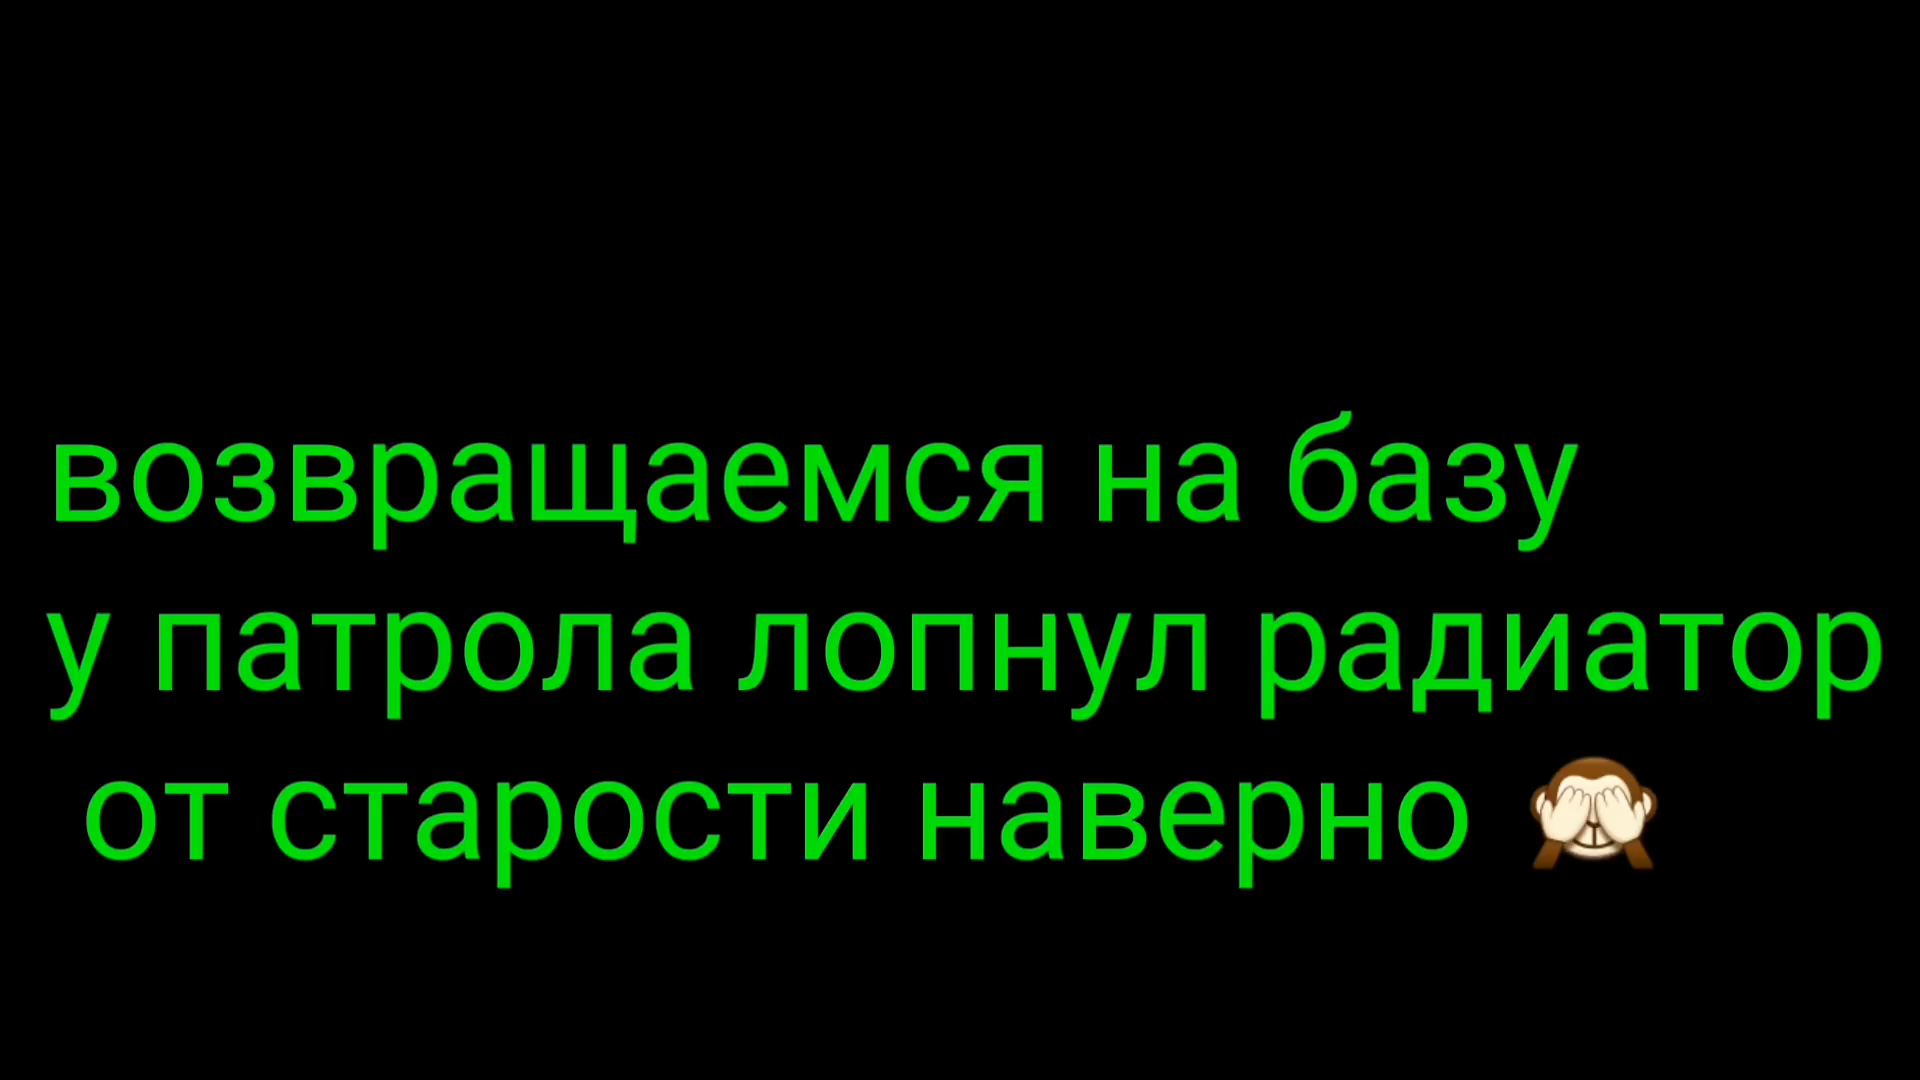 возвращаемся на базу
у патрола лопнул радиатор
от старости наверно 🙈